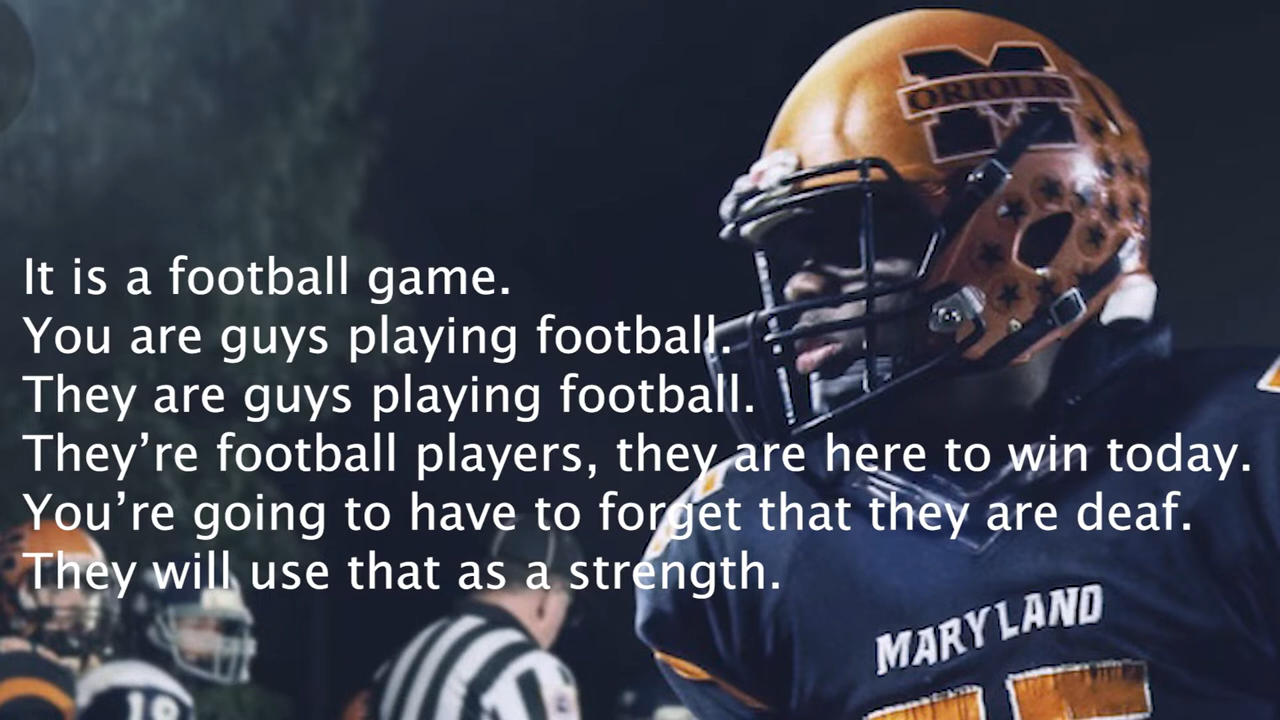 M
ORIOLES
It is a football game.
You are guys playing football.
They are guys playing football.
They’re football players, they are here to win today.
You’re going to have to forget that they are deaf.
They will use that as a strength.
MARYLAND